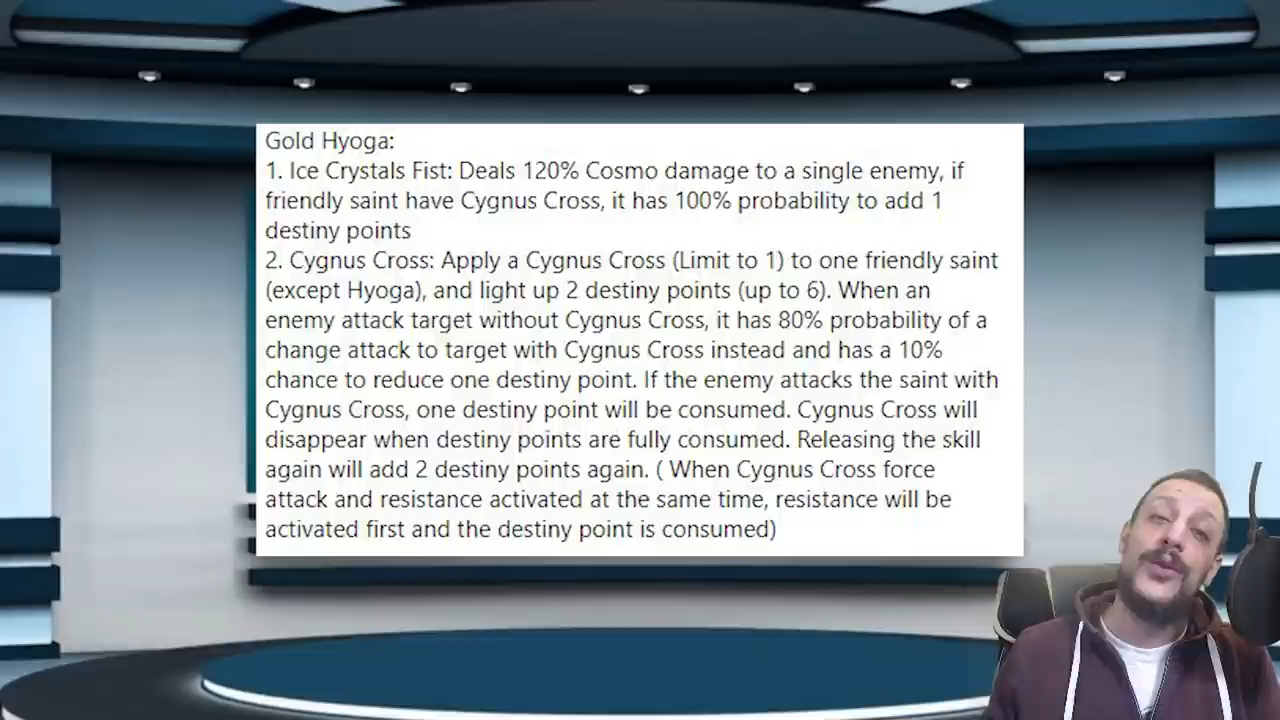 Gold Hyoga:
1. Ice Crystals Fist: Deals 120% Cosmo damage to a single enemy, if
friendly saint have Cygnus Cross, it has 100% probability to add 1
destiny points
2. Cygnus Cross: Apply a Cygnus Cross (Limit to 1) to one friendly saint
(except Hyoga), and light up 2 destiny points (up to 6). When an
enemy attack target without Cygnus Cross, it has 80% probability of a
change attack to target with Cygnus Cross instead and has a 10%
chance to reduce one destiny point. If the enemy attacks the saint with
Cygnus Cross, one destiny point will be consumed. Cygnus Cross will
disappear when destiny points are fully consumed. Releasing the skill
again will add 2 destiny points again. ( When Cygnus Cross force
attack and resistance activated at the same time, resistance will be
activated first and the destiny point is consumed)